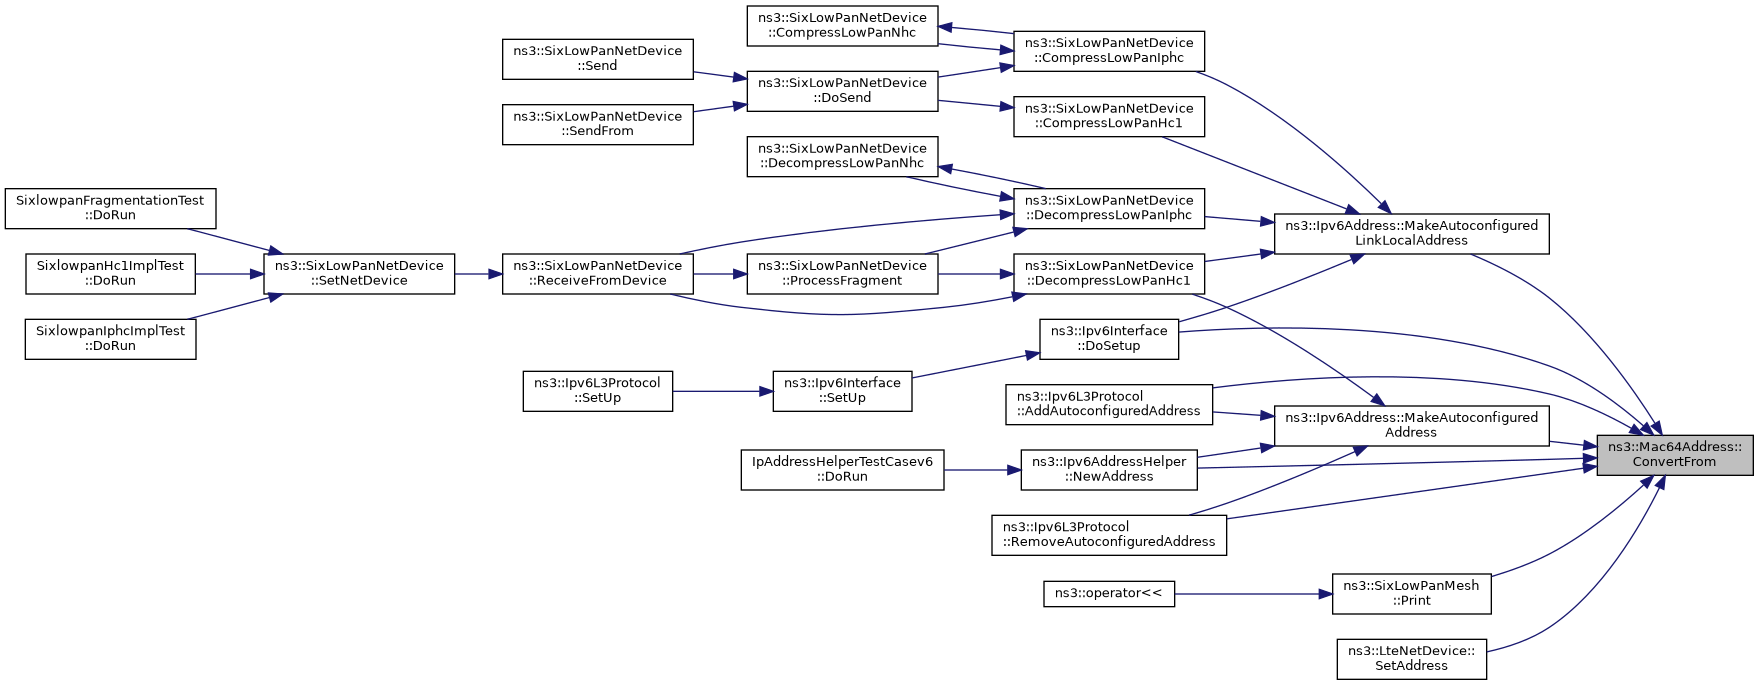 ns3::SixLowPanNetDevice
::CompressLowPanNhc
ns3::SixLowPanNetDevice
::CompressLowPanIphc
ns3::SixLowPanNetDevice
::Send
ns3::SixLowPanNetDevice
::DoSend
ns3::SixLowPanNetDevice
::CompressLowPanHc1
ns3::SixLowPanNetDevice
::SendFrom
ns3::SixLowPanNetDevice
::DecompressLowPanNhc
SixlowpanFragmentationTest
::DoRun
ns3::SixLowPanNetDevice
::DecompressLowPanIphc
ns3::Ipv6Address::MakeAutoconfigured
LinkLocalAddress
SixlowpanHc1ImplTest
::DoRun
ns3::SixLowPanNetDevice
::SetNetDevice
ns3::SixLowPanNetDevice
::ReceiveFromDevice
ns3::SixLowPanNetDevice
::ProcessFragment
ns3::SixLowPanNetDevice
::DecompressLowPanHc1
SixlowpanIphcImplTest
::DoRun
ns3::Ipv6Interface
::DoSetup
ns3::Ipv6L3Protocol
::SetUp
ns3::Ipv6Interface
::SetUp
ns3::Ipv6L3Protocol
::AddAutoconfiguredAddress
ns3::Ipv6Address::MakeAutoconfigured
Address
ns3::Mac64Address::
ConvertFrom
IpAddressHelperTestCasev6
::DoRun
ns3::Ipv6AddressHelper
::NewAddress
ns3::Ipv6L3Protocol
::RemoveAutoconfiguredAddress
ns3::operator<<
ns3::SixLowPanMesh
::Print
ns3::LteNetDevice::
SetAddress